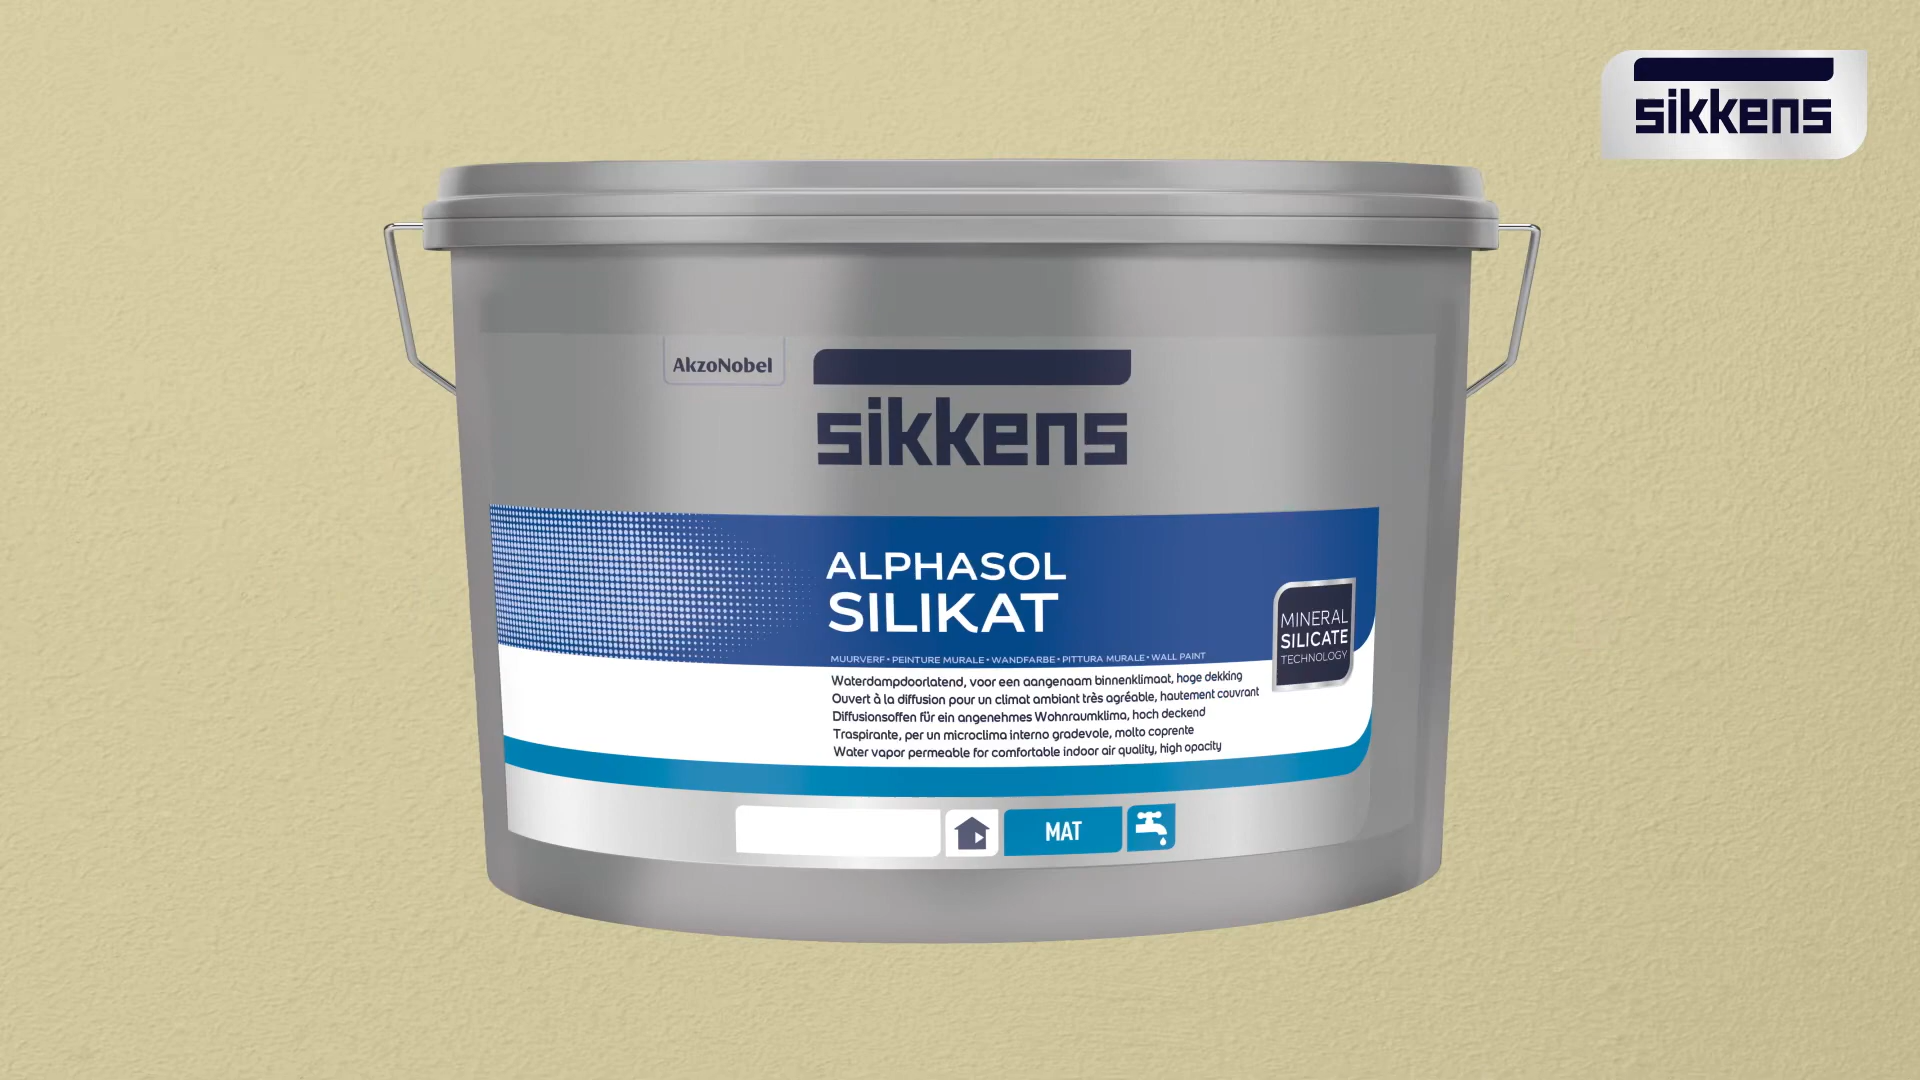 sikkens
AkzoNobel
sikkens
ALPHASOL
SILIKAT
MINERAL
SILICATE
TECHNOLOGY
MUURVERF • PEINTURE MURALE • WANDFARBE • PITTURA MURALE • WALL PAINT
Waterdampdoorlatend, voor een aangenaam binnenklimaat, hoge dekking
Ouvert à la diffusion pour un climat ambiant très agréable, hautement couvrant
Diffusionsoffen für ein angenehmes Wohnraumklima, hoch deckend
Traspirante, per un microclima interno gradevole, molto coprente
Water vapor permeable for comfortable indoor air quality, high opacity
MAT